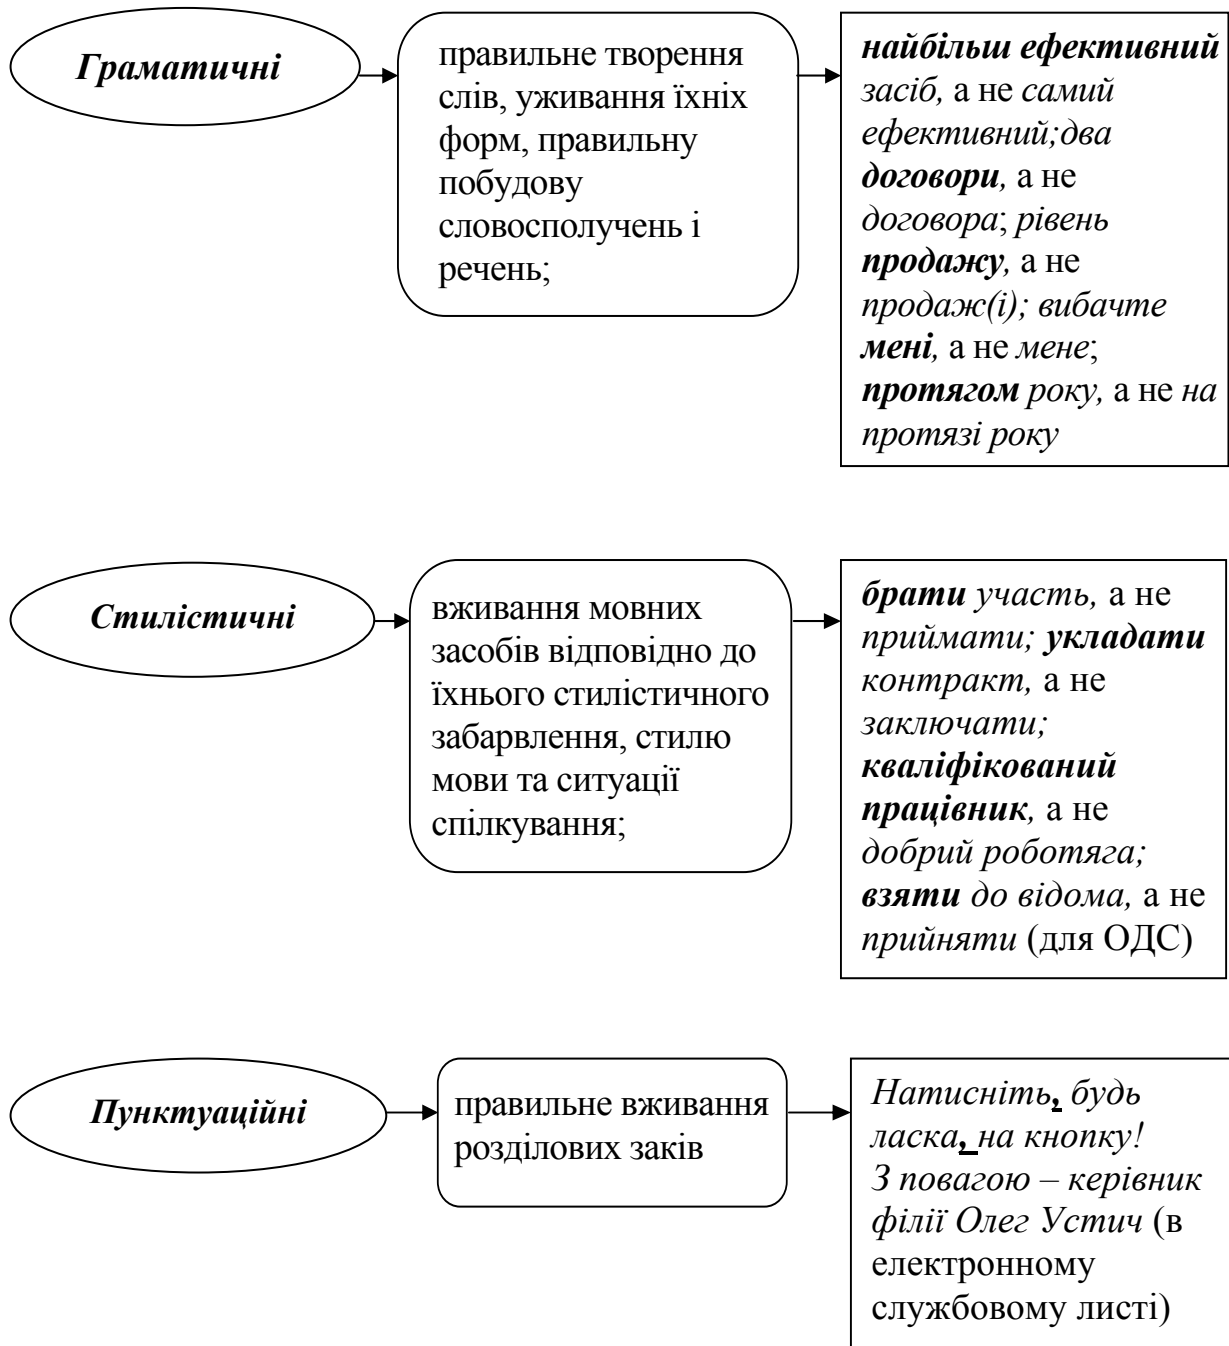 Граматичні
правильне творення
слів, уживання їхніх
форм, правильну
побудову
словосполучень і
речень;
найбільш ефективний
засіб, а не самий
ефективний;два
договори, а не
договора; рівень
продажу, а не
продаж(і); вибачте
мені, а не мене;
протягом року, а не на
протязі року
Стилістичні
вживання мовних
засобів відповідно до
їхнього стилістичного
забарвлення, стилю
мови та ситуації
спілкування;
брати участь, а не
приймати; укладати
контракт, а не
заключати;
кваліфікований
працівник, а не
добрий роботяга;
взяти до відома, а не
прийняти (для ОДС)
Пунктуаційні
правильне вживання
розділових заків
Натисніть, будь
ласка, на кнопку!
З повагою – керівник
філії Олег Устич (в
електронному
службовому листі)